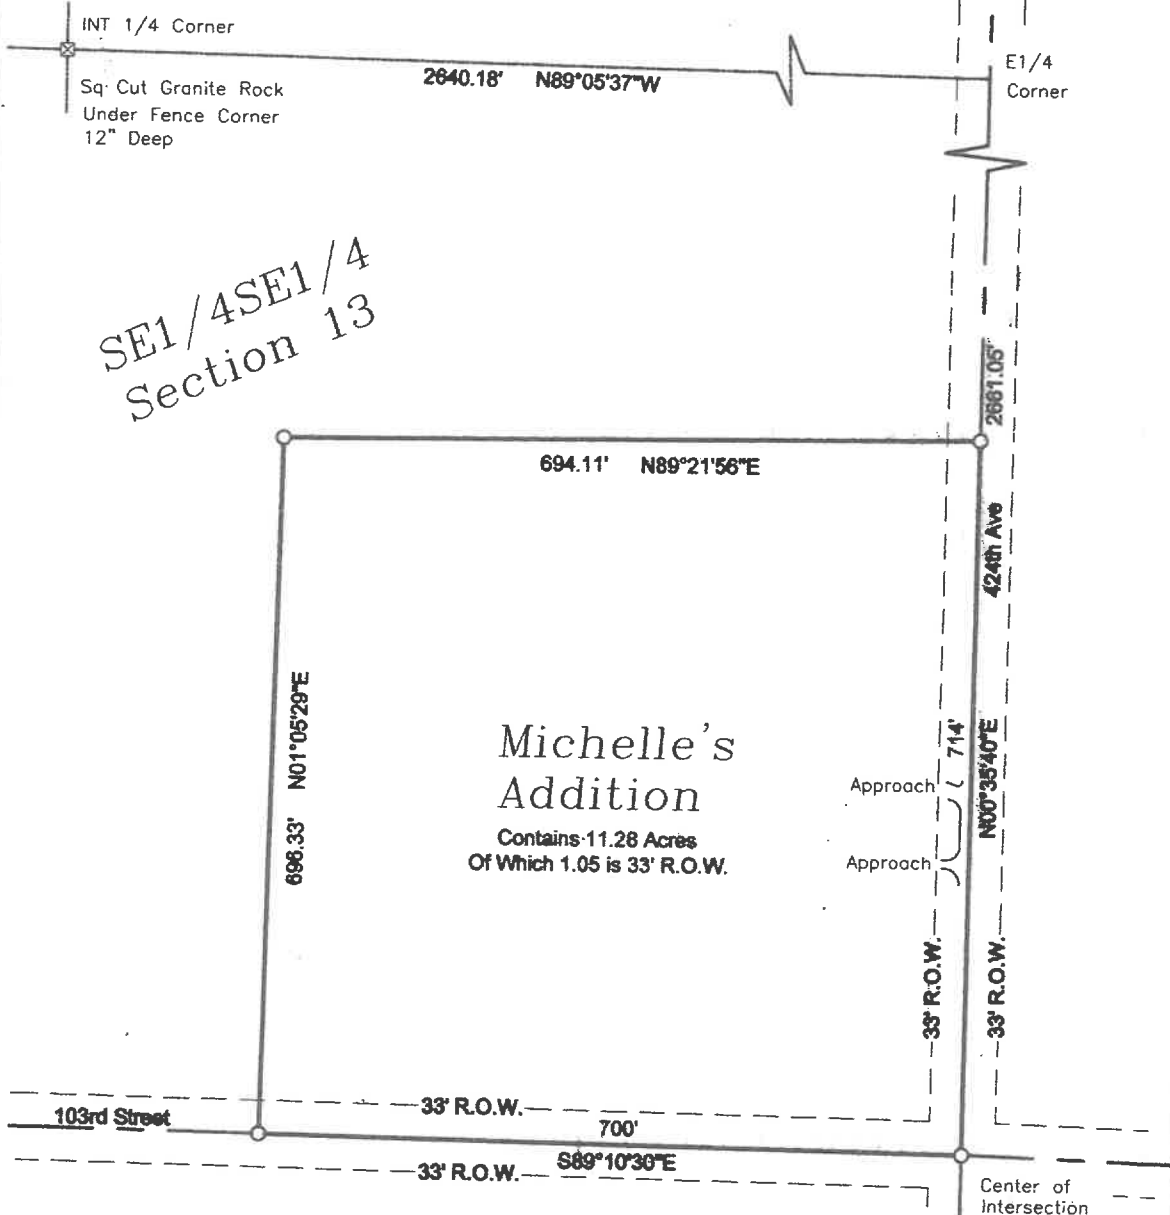 INT 1/4 Corner
Sq. Cut Granite Rock
Under Fence Corner
12" Deep
2640.18' N89°05'37"W
E1/4
Corner
SE1/4SE1/4
Section 13
2661.05'
694.11' N89°21'56"E
424th Ave
696.33' N01°05'29"E
Michelle's
Addition
Contains 11.28 Acres
Of Which 1.05 is 33' R.O.W.
714'
N00°35'40"E
Approach
Approach
33' R.O.W.
33' R.O.W.
103rd Street
33' R.O.W.
700'
S89°10'30"E
33' R.O.W.
Center of
Intersection